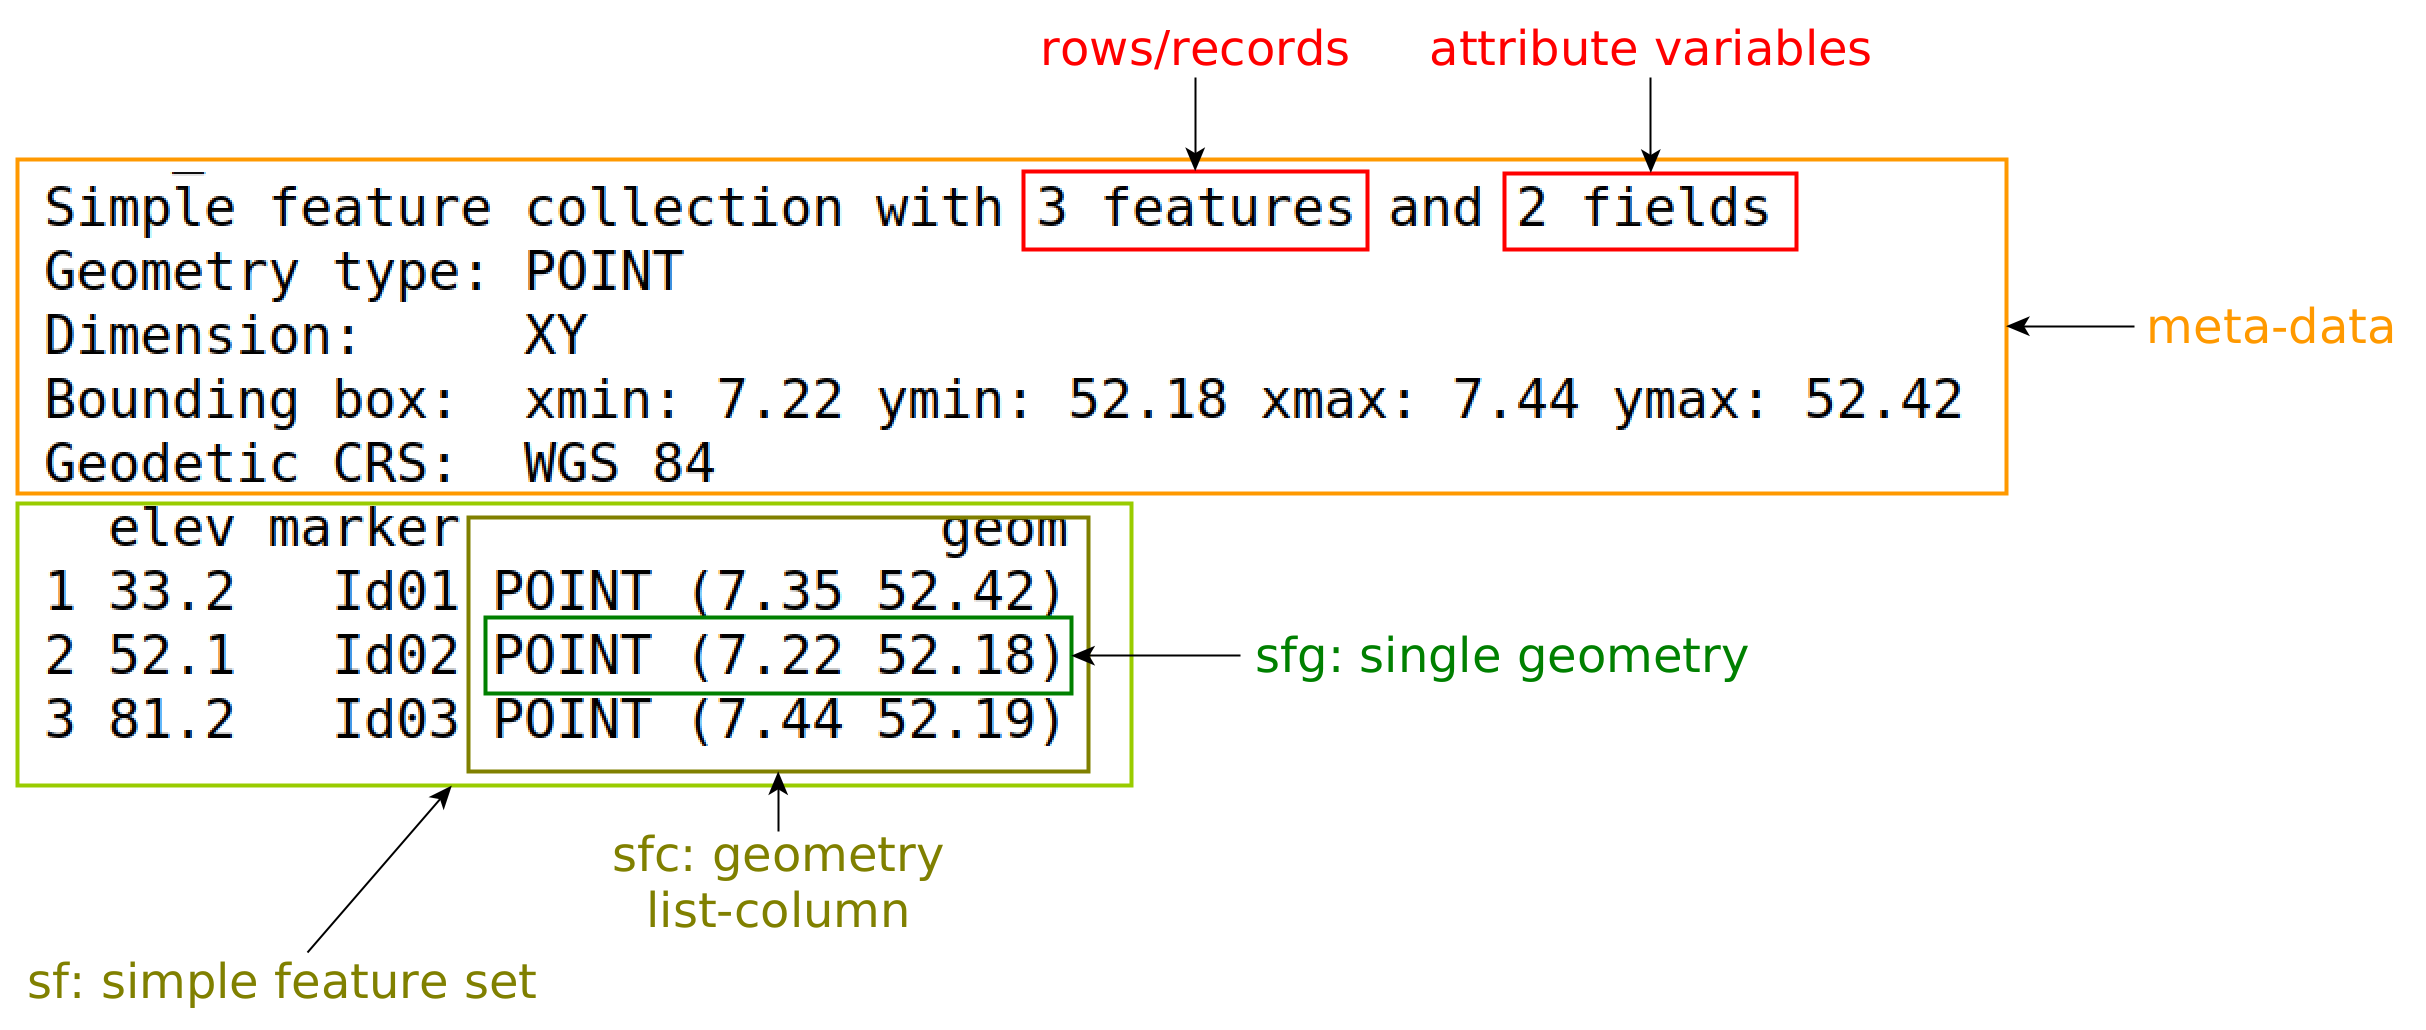 rows/records attribute variables
Simple feature collection with 3 features and 2 fields
Geometry type: POINT
Dimension: XY
meta-data
Bounding box: xmin: 7.22 ymin: 52.18 xmax: 7.44 ymax: 52.42
Geodetic CRS: WGS 84
elev marker geom
1 33.2 Id01 POINT (7.35 52.42)
2 52.1 Id02 POINT (7.22 52.18)
sfg: single geometry
3 81.2 Id03 POINT (7.44 52.19)
sfc: geometry
list-column
sf: simple feature set